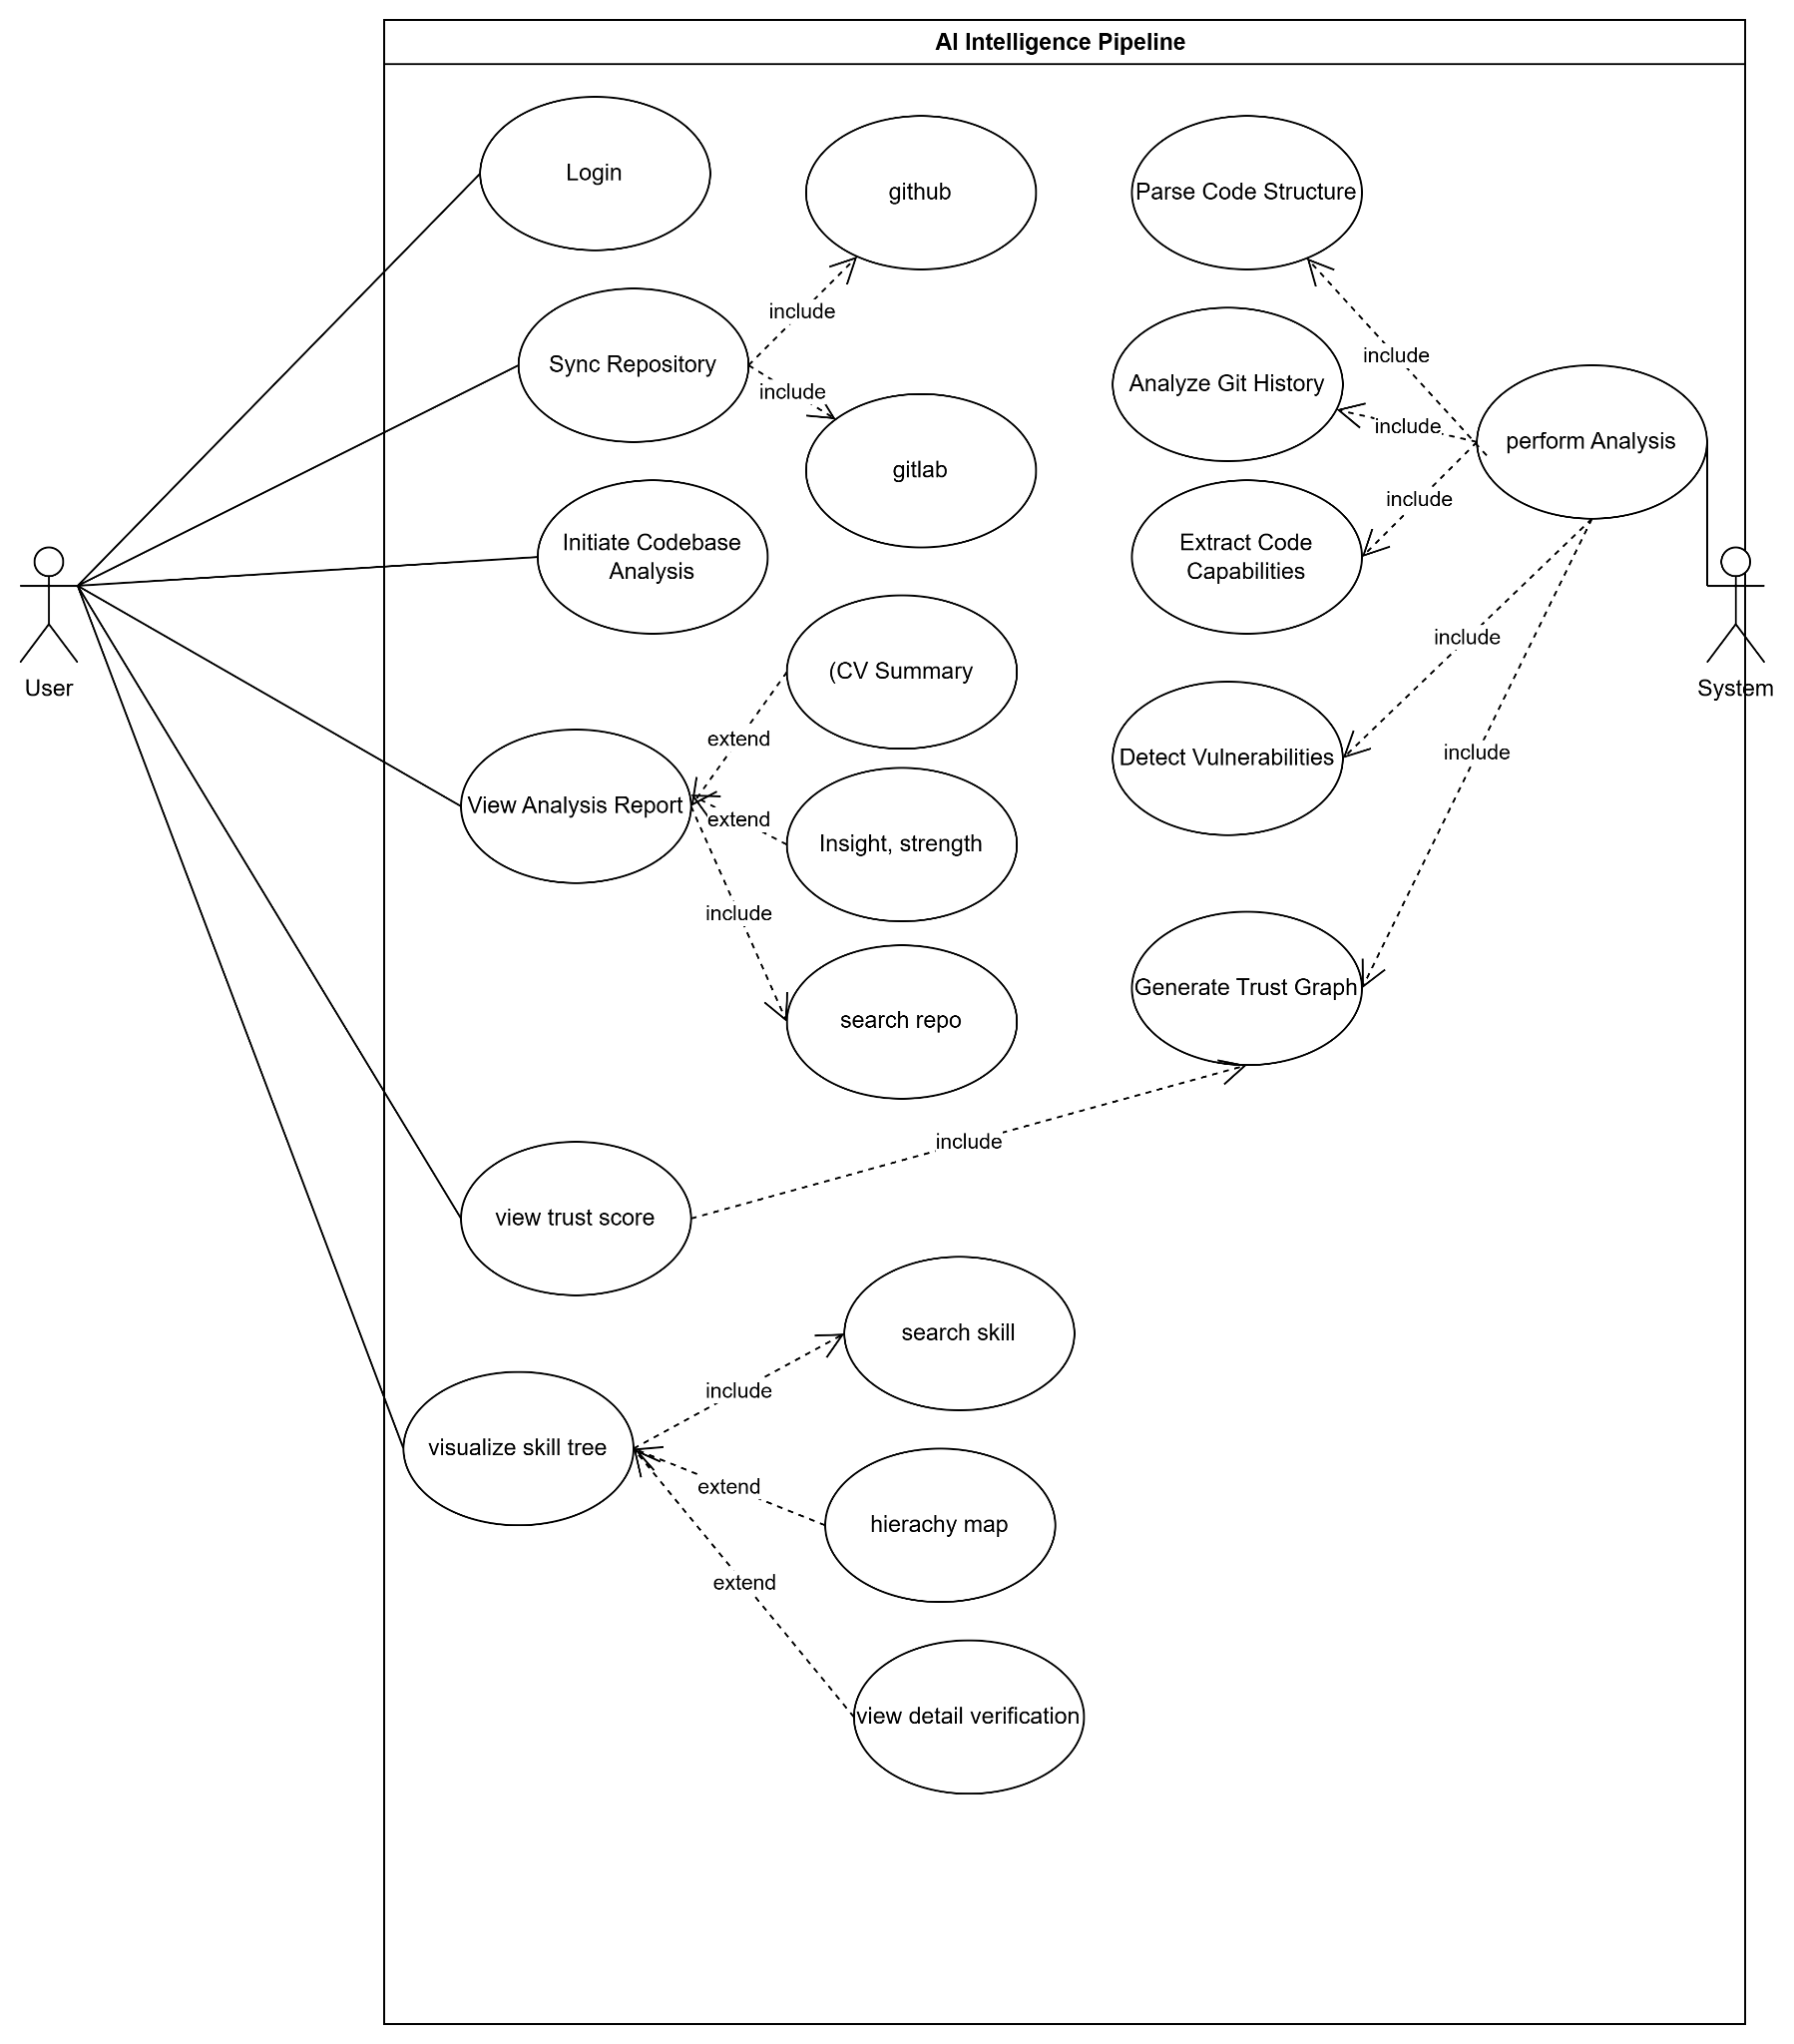 AI Intelligence Pipeline
Login
github
Parse Code Structure
include
Sync Repository
include
Analyze Git History
include
include
perform Analysis
gitlab
include
Initiate Codebase
Analysis
Extract Code
Capabilities
User
System
include
(CV Summary
extend
include
Detect Vulnerabilities
View Analysis Report
extend
Insight, strength
include
search repo
Generate Trust Graph
include
view trust score
search skill
include
visualize skill tree
extend
hierachy map
extend
view detail verification